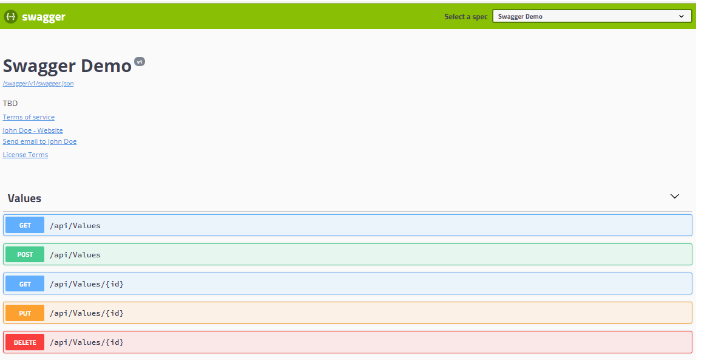 {···} swagger
Select a spec Swagger Demo
Swagger Demo v1
/swagger/v1/swagger.json
TBD
Terms of service
John Doe - Website
Send email to John Doe
License Terms
Values
GET /api/Values
POST /api/Values
GET /api/Values/{id}
PUT /api/Values/{id}
DELETE /api/Values/{id}